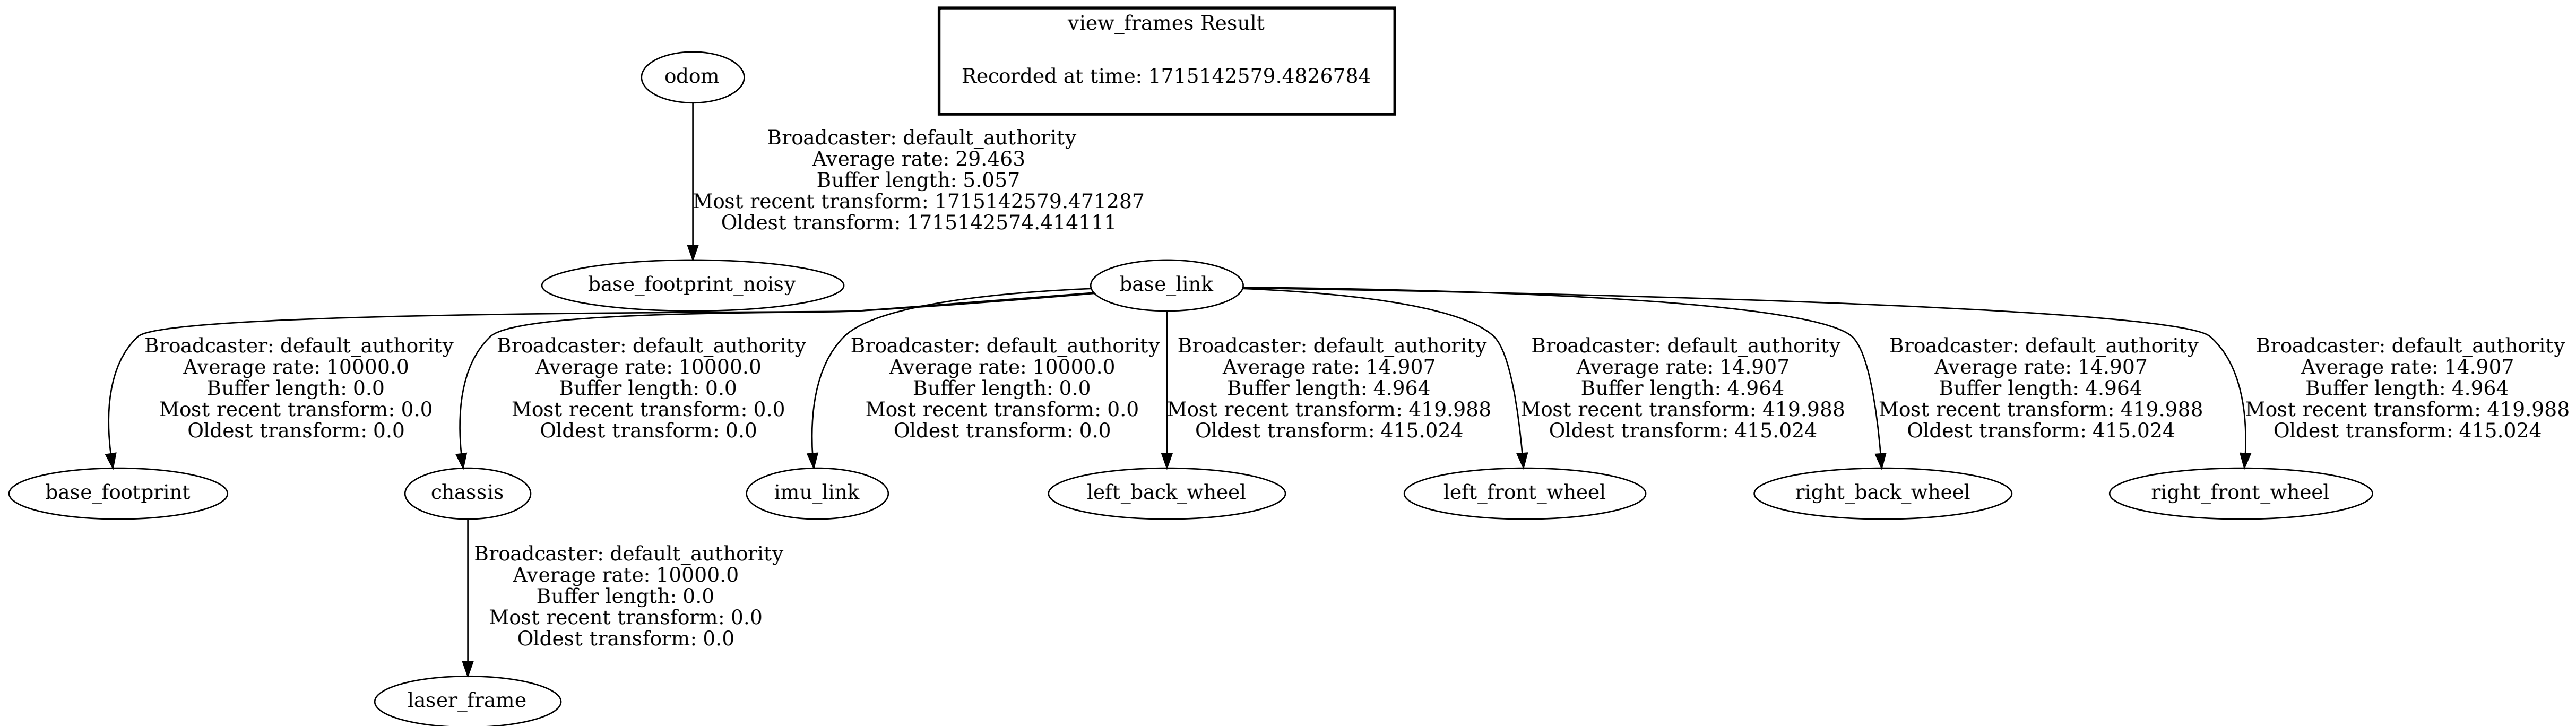 view_frames Result
Recorded at time: 1715142579.4826784
odom
Broadcaster: default_authority
Average rate: 29.463
Buffer length: 5.057
Most recent transform: 1715142579.471287
Oldest transform: 1715142574.414111
base_footprint_noisy
base_link
Broadcaster: default_authority
Average rate: 10000.0
Buffer length: 0.0
Most recent transform: 0.0
Oldest transform: 0.0
Broadcaster: default_authority
Average rate: 10000.0
Buffer length: 0.0
Most recent transform: 0.0
Oldest transform: 0.0
Broadcaster: default_authority
Average rate: 10000.0
Buffer length: 0.0
Most recent transform: 0.0
Oldest transform: 0.0
Broadcaster: default_authority
Average rate: 14.907
Buffer length: 4.964
Most recent transform: 419.988
Oldest transform: 415.024
Broadcaster: default_authority
Average rate: 14.907
Buffer length: 4.964
Most recent transform: 419.988
Oldest transform: 415.024
Broadcaster: default_authority
Average rate: 14.907
Buffer length: 4.964
Most recent transform: 419.988
Oldest transform: 415.024
Broadcaster: default_authority
Average rate: 14.907
Buffer length: 4.964
Most recent transform: 419.988
Oldest transform: 415.024
base_footprint
chassis
imu_link
left_back_wheel
left_front_wheel
right_back_wheel
right_front_wheel
Broadcaster: default_authority
Average rate: 10000.0
Buffer length: 0.0
Most recent transform: 0.0
Oldest transform: 0.0
laser_frame